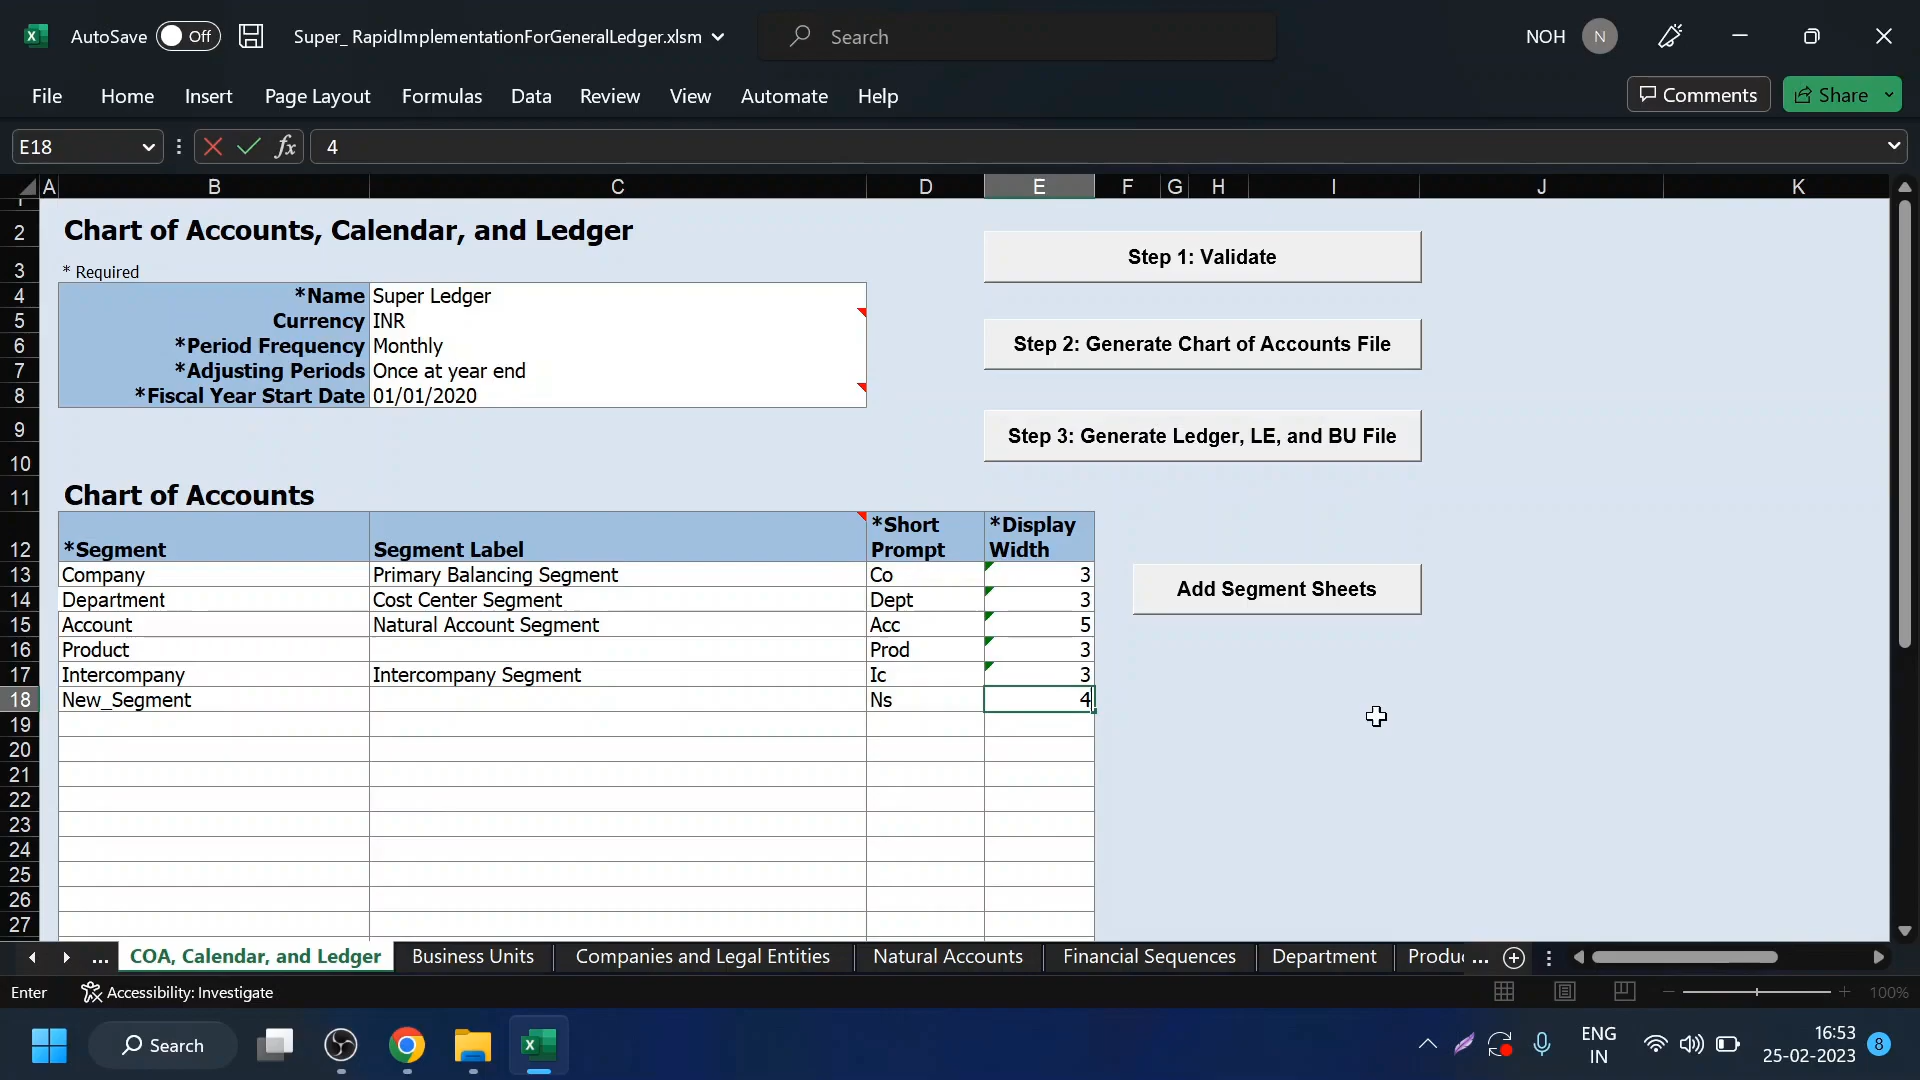 AutoSave Off Super_ RapidImplementationForGeneralLedger.xlsm Search NOH N
File Home Insert Page Layout Formulas Data Review View Automate Help Comments Share
E18 fx 4
A B C D E F G H I J K
2 Chart of Accounts, Calendar, and Ledger
Step 1: Validate
3 * Required
4 *Name Super Ledger
5 Currency INR
6 *Period Frequency Monthly
Step 2: Generate Chart of Accounts File
7 *Adjusting Periods Once at year end
8 *Fiscal Year Start Date 01/01/2020
9
Step 3: Generate Ledger, LE, and BU File
10
11 Chart of Accounts
12 *Segment Segment Label *Short Prompt *Display Width
13 Company Primary Balancing Segment Co 3
Add Segment Sheets
14 Department Cost Center Segment Dept 3
15 Account Natural Account Segment Acc 5
16 Product Prod 3
17 Intercompany Intercompany Segment Ic 3
18 New_Segment Ns 4
19
20
21
22
23
24
25
26
27
... COA, Calendar, and Ledger Business Units Companies and Legal Entities Natural Accounts Financial Sequences Department Produc ...
Enter Accessibility: Investigate 100%
Search ENG IN 16:53 25-02-2023 8